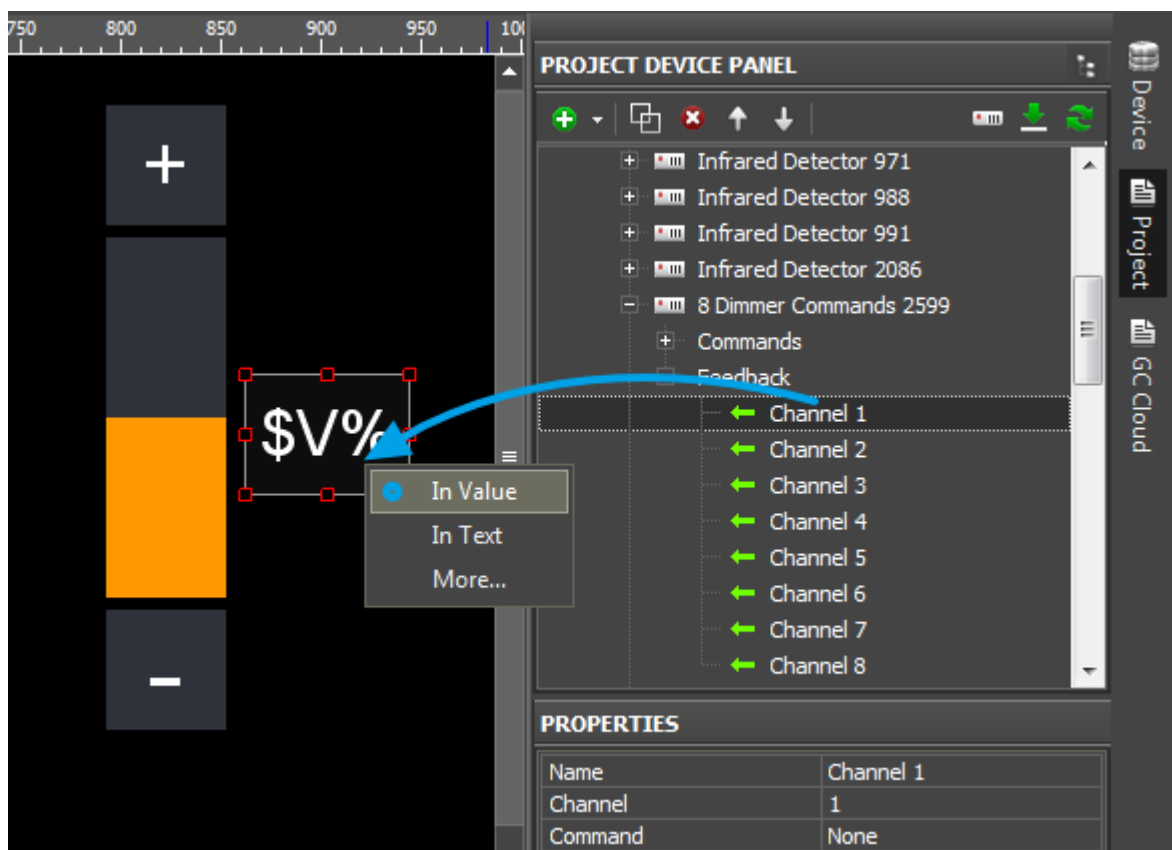 750 800 850 900 950 100
PROJECT DEVICE PANEL
Infrared Detector 971
Infrared Detector 988
Infrared Detector 991
Infrared Detector 2086
8 Dimmer Commands 2599
Commands
Feedback
Channel 1
Channel 2
Channel 3
Channel 4
Channel 5
Channel 6
Channel 7
Channel 8
+
$V%
-
In Value
In Text
More...
PROPERTIES
Name Channel 1
Channel 1
Command None
Device
Project
GC Cloud